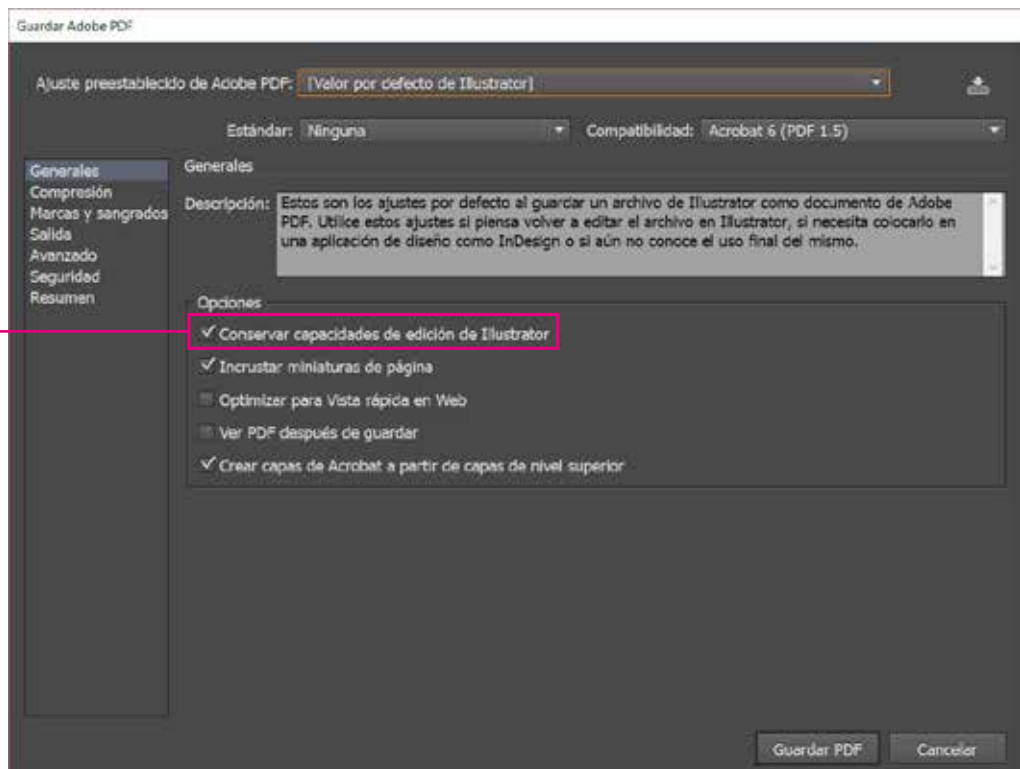 Guardar Adobe PDF
Ajuste preestablecido de Adobe PDF: [Valor por defecto de Illustrator]
Estándar: Ninguna Compatibilidad: Acrobat 6 (PDF 1.5)
Generales
Compresión
Marcas y sangrados
Salida
Avanzado
Seguridad
Resumen
Generales
Descripción: Estos son los ajustes por defecto al guardar un archivo de Illustrator como documento de Adobe
PDF. Utilice estos ajustes si piensa volver a editar el archivo en Illustrator, si necesita colocarlo en
una aplicación de diseño como InDesign o si aún no conoce el uso final del mismo.
Opciones
Conservar capacidades de edición de Illustrator
Incrustar miniaturas de página
Optimizar para Vista rápida en Web
Ver PDF después de guardar
Crear capas de Acrobat a partir de capas de nivel superior
Guardar PDF Cancelar